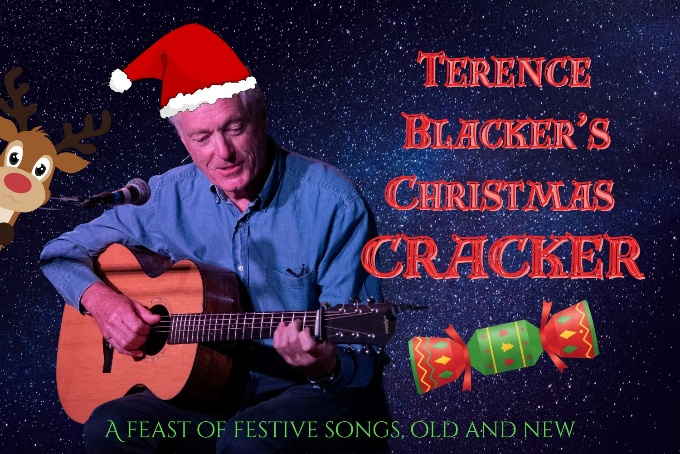 Terence
Blacker's
Christmas
CRACKER
A feast of festive songs, old and new